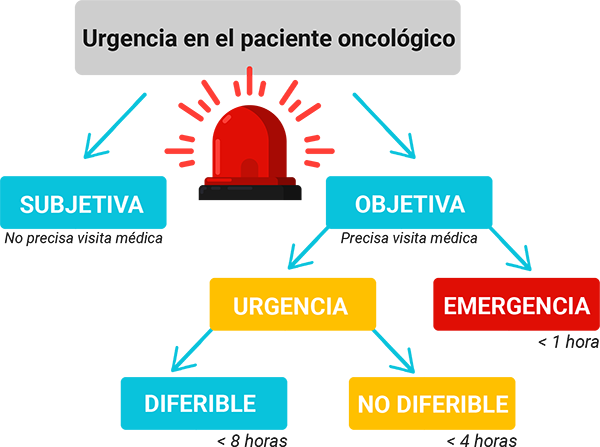 Urgencia en el paciente oncológico
SUBJETIVA
No precisa visita médica
OBJETIVA
Precisa visita médica
URGENCIA
EMERGENCIA
< 1 hora
DIFERIBLE
< 8 horas
NO DIFERIBLE
< 4 horas